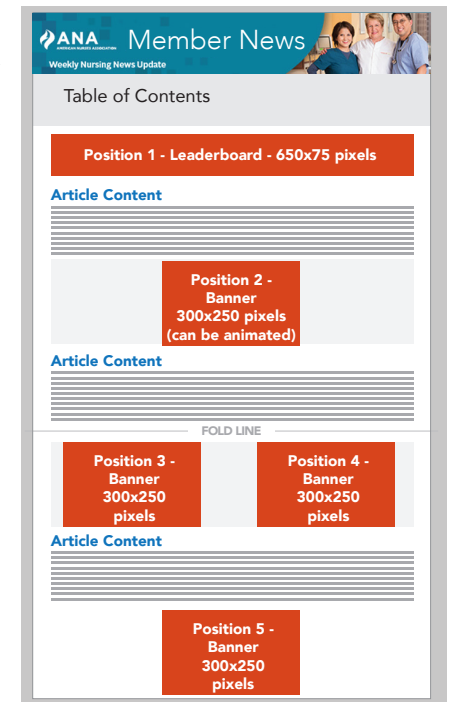 ANA
AMERICAN NURSES ASSOCIATION
Member News
Weekly Nursing News Update
Table of Contents
Position 1 - Leaderboard - 650x75 pixels
Article Content
Position 2 -
Banner
300x250 pixels
(can be animated)
Article Content
FOLD LINE
Position 3 -
Banner
300x250
pixels
Position 4 -
Banner
300x250
pixels
Article Content
Position 5 -
Banner
300x250
pixels